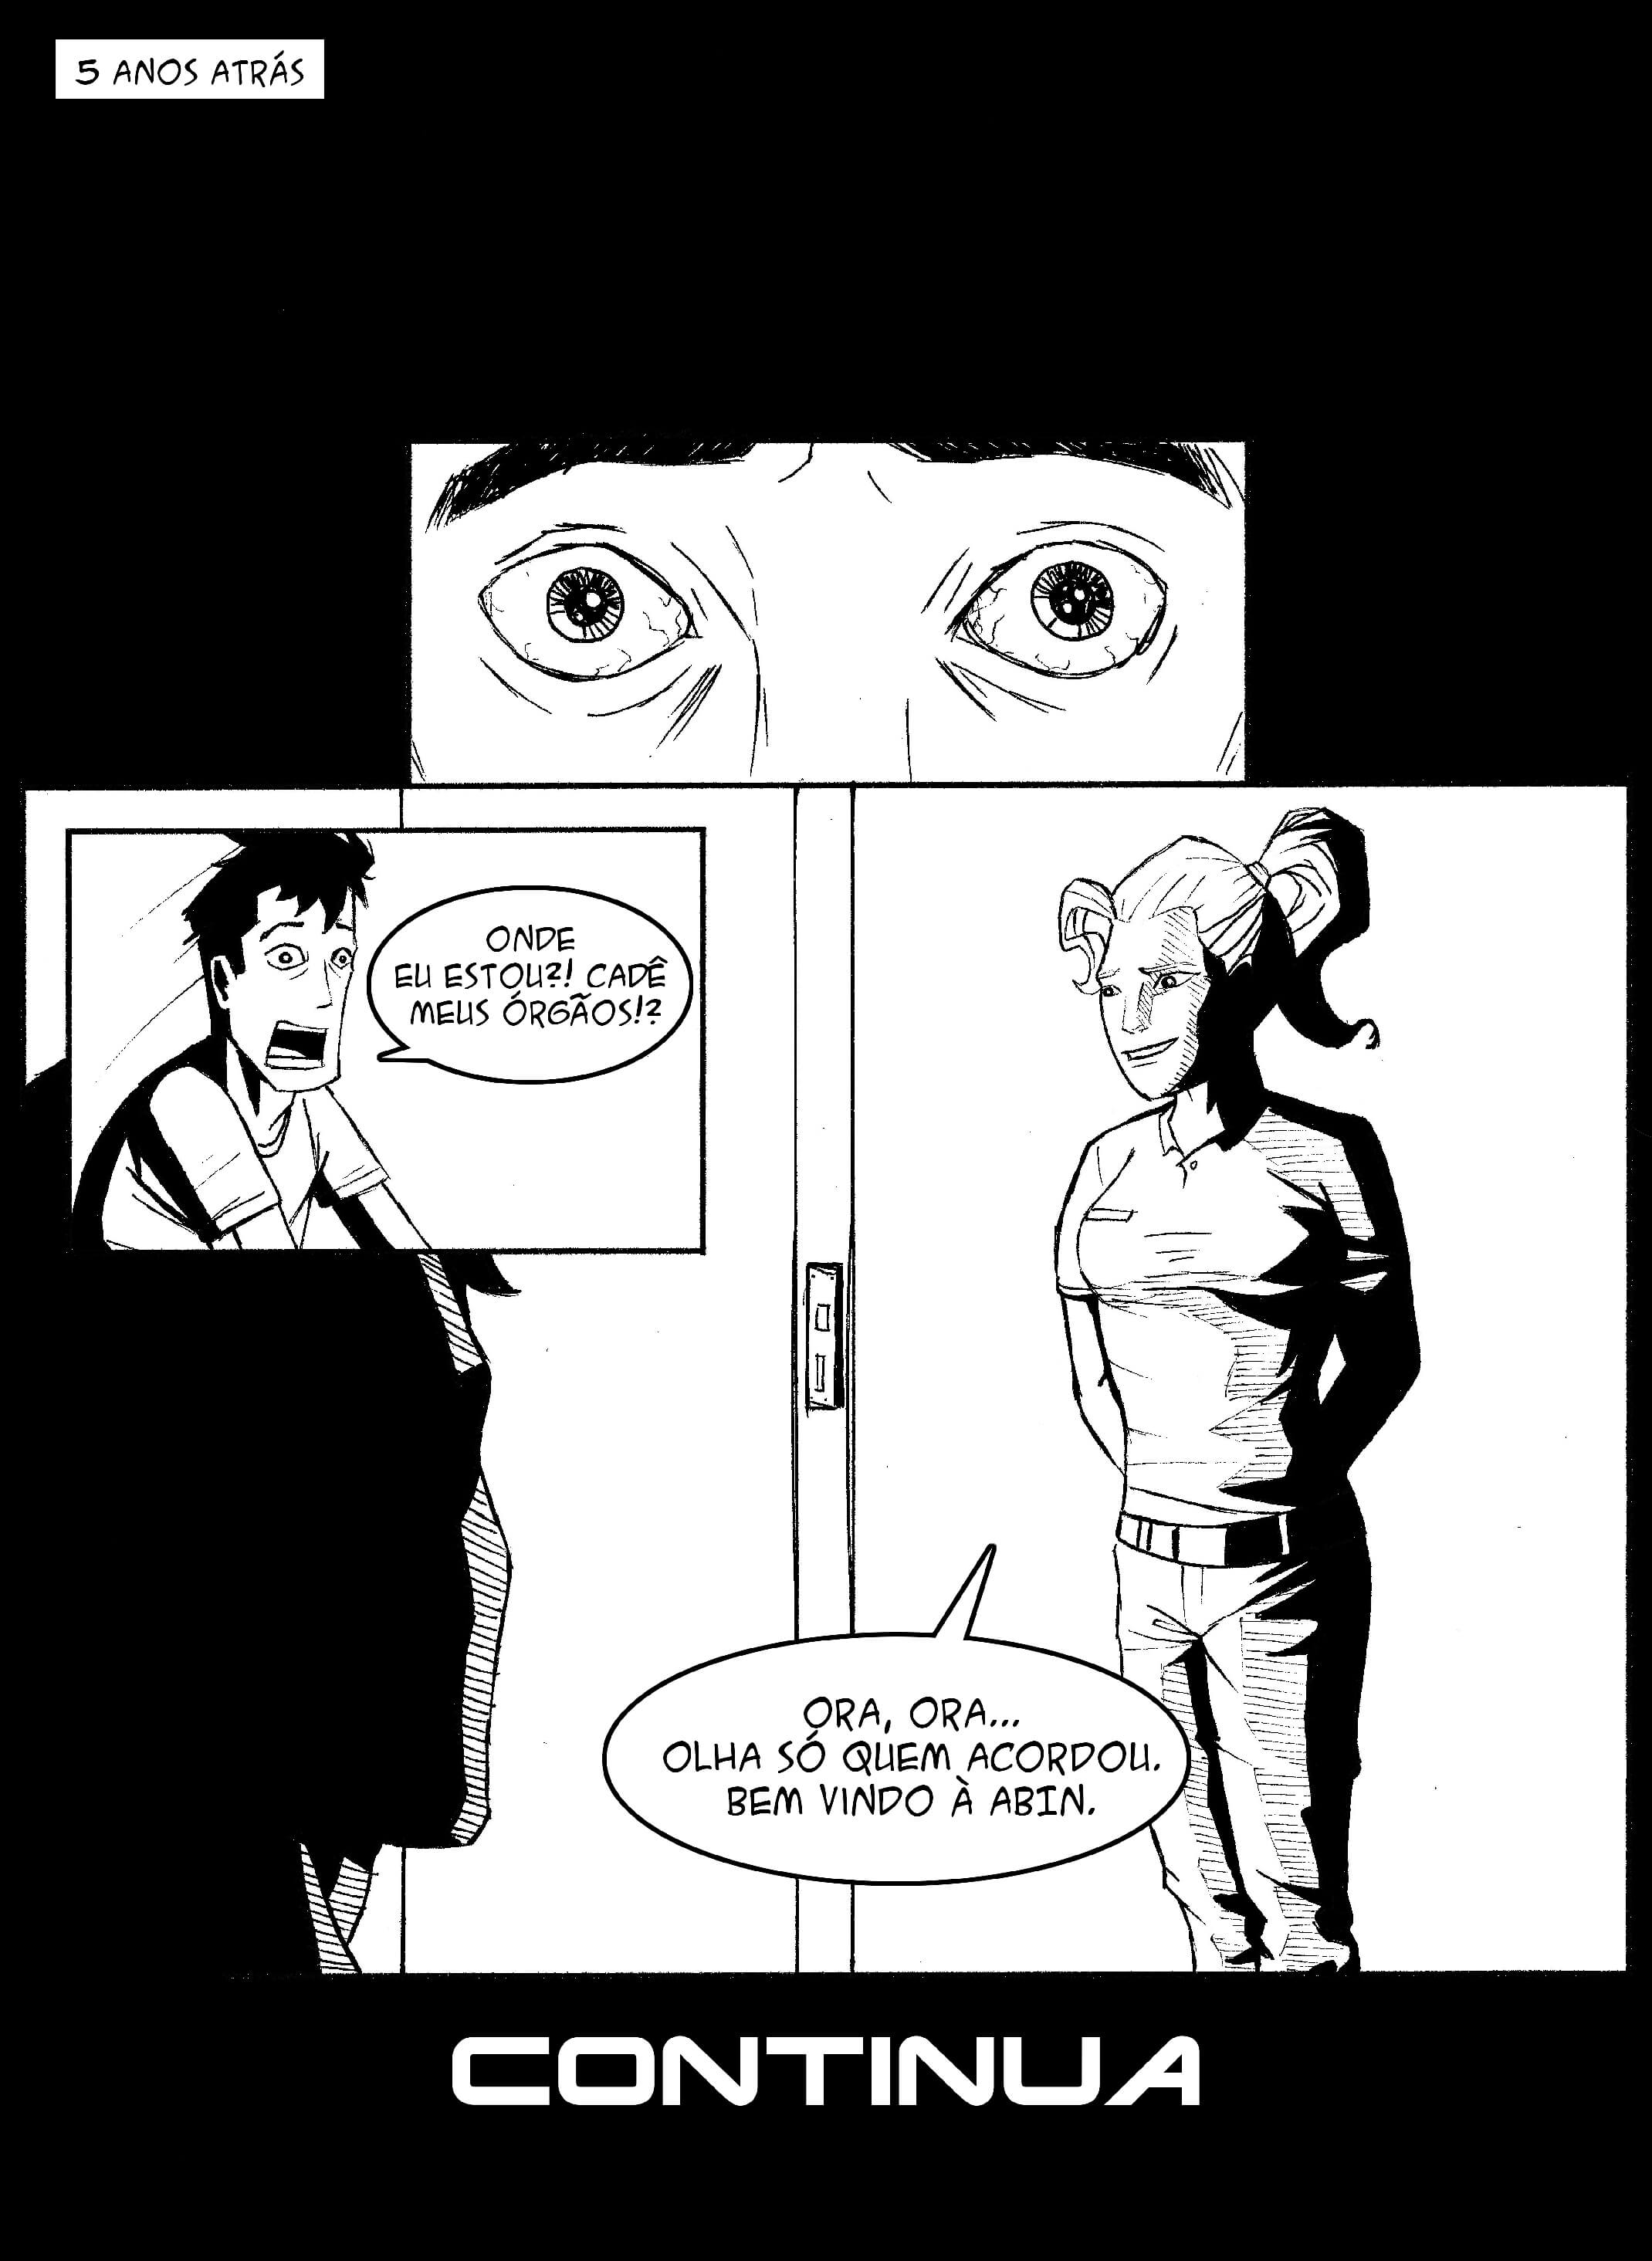 5 ANOS ATRÁS
ONDE
EU ESTOU?! CADÊ
MEUS ÓRGÃOS!?
ORA, ORA...
OLHA SÓ QUEM ACORDOU.
BEM VINDO À ABIN.
CONTINUA